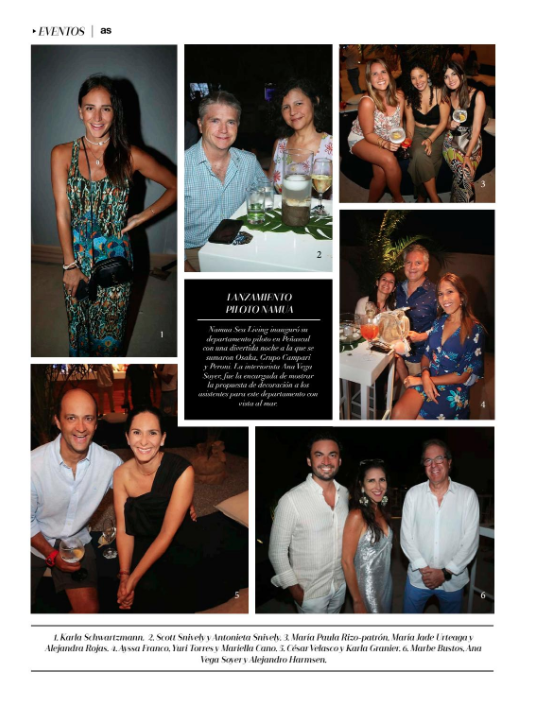 EVENTOS | as
1
2
3
LANZAMIENTO
PILOTO NAMUA
Namua Sea Living inauguró su
departamento piloto en Peñascal
con una divertida noche a la que se
sumaron Osaka, Grupo Campari
y Peroni. La interiorista Ana Vega
Soyer, fue la encargada de mostrar
la propuesta de decoración a los
asistentes para este departamento con
vista al mar.
4
5
6
1. Karla Schwartzmann. 2. Scott Snively y Antonieta Snively. 3. María Paula Rizo-patrón, María Jade Urteaga y
Alejandra Rojas. 4. Ayssa Franco, Yuri Torres y Mariella Cano. 5. César Velasco y Karla Granier. 6. Marbe Bustos, Ana
Vega Soyer y Alejandro Harmsen.